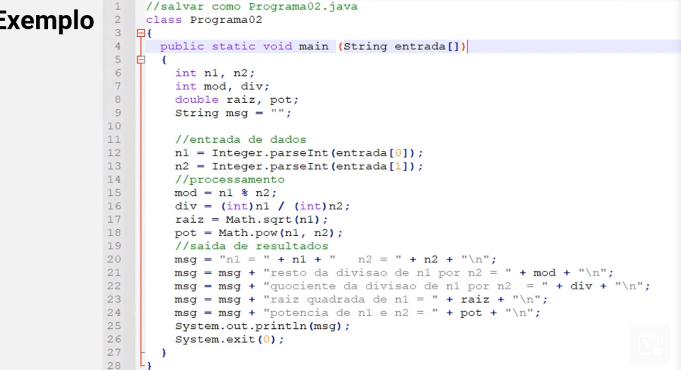 Exemplo
1 //salvar como Programa02.java
2 class Programa02
3 {
4 public static void main (String entrada[])
5 {
6 int n1, n2;
7 int mod, div;
8 double raiz, pot;
9 String msg = "";
10
11 //entrada de dados
12 n1 = Integer.parseInt(entrada[0]);
13 n2 = Integer.parseInt(entrada[1]);
14 //processamento
15 mod = n1 % n2;
16 div = (int)n1 / (int)n2;
17 raiz = Math.sqrt(n1);
18 pot = Math.pow(n1, n2);
19 //saida de resultados
20 msg = "n1 = " + n1 + "   n2 = " + n2 + "\n";
21 msg = msg + "resto da divisao de n1 por n2 = " + mod + "\n";
22 msg = msg + "quociente da divisao de n1 por n2  = " + div + "\n";
23 msg = msg + "raiz quadrada de n1 = " + raiz + "\n";
24 msg = msg + "potencia de n1 e n2 = " + pot + "\n";
25 System.out.println(msg);
26 System.exit(0);
27 }
28 }